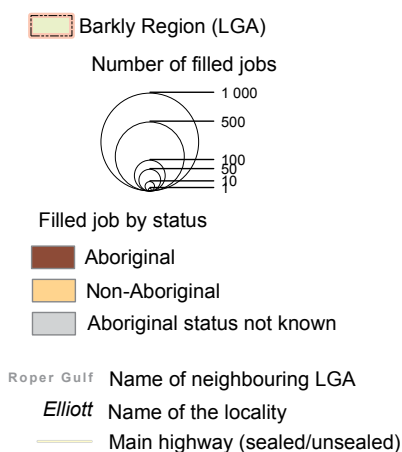 Barkly Region (LGA)
Number of filled jobs
1 000
500
100
50
10
1
Filled job by status
Aboriginal
Non-Aboriginal
Aboriginal status not known
Roper Gulf Name of neighbouring LGA
Elliott Name of the locality
Main highway (sealed/unsealed)